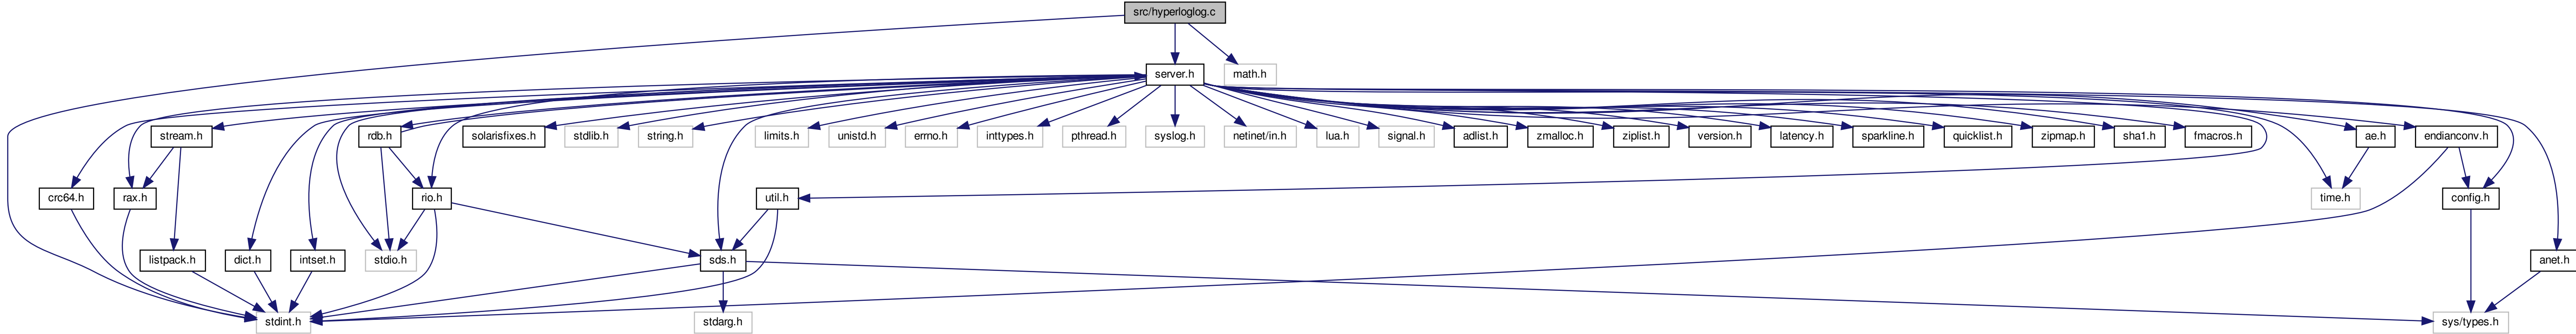 src/hyperloglog.c
server.h
math.h
stream.h
rdb.h
solarisfixes.h
stdlib.h
string.h
limits.h
unistd.h
errno.h
inttypes.h
pthread.h
syslog.h
netinet/in.h
lua.h
signal.h
adlist.h
zmalloc.h
ziplist.h
version.h
latency.h
sparkline.h
quicklist.h
zipmap.h
sha1.h
fmacros.h
ae.h
endianconv.h
crc64.h
rax.h
rio.h
util.h
time.h
config.h
listpack.h
dict.h
intset.h
stdio.h
sds.h
anet.h
stdint.h
stdarg.h
sys/types.h